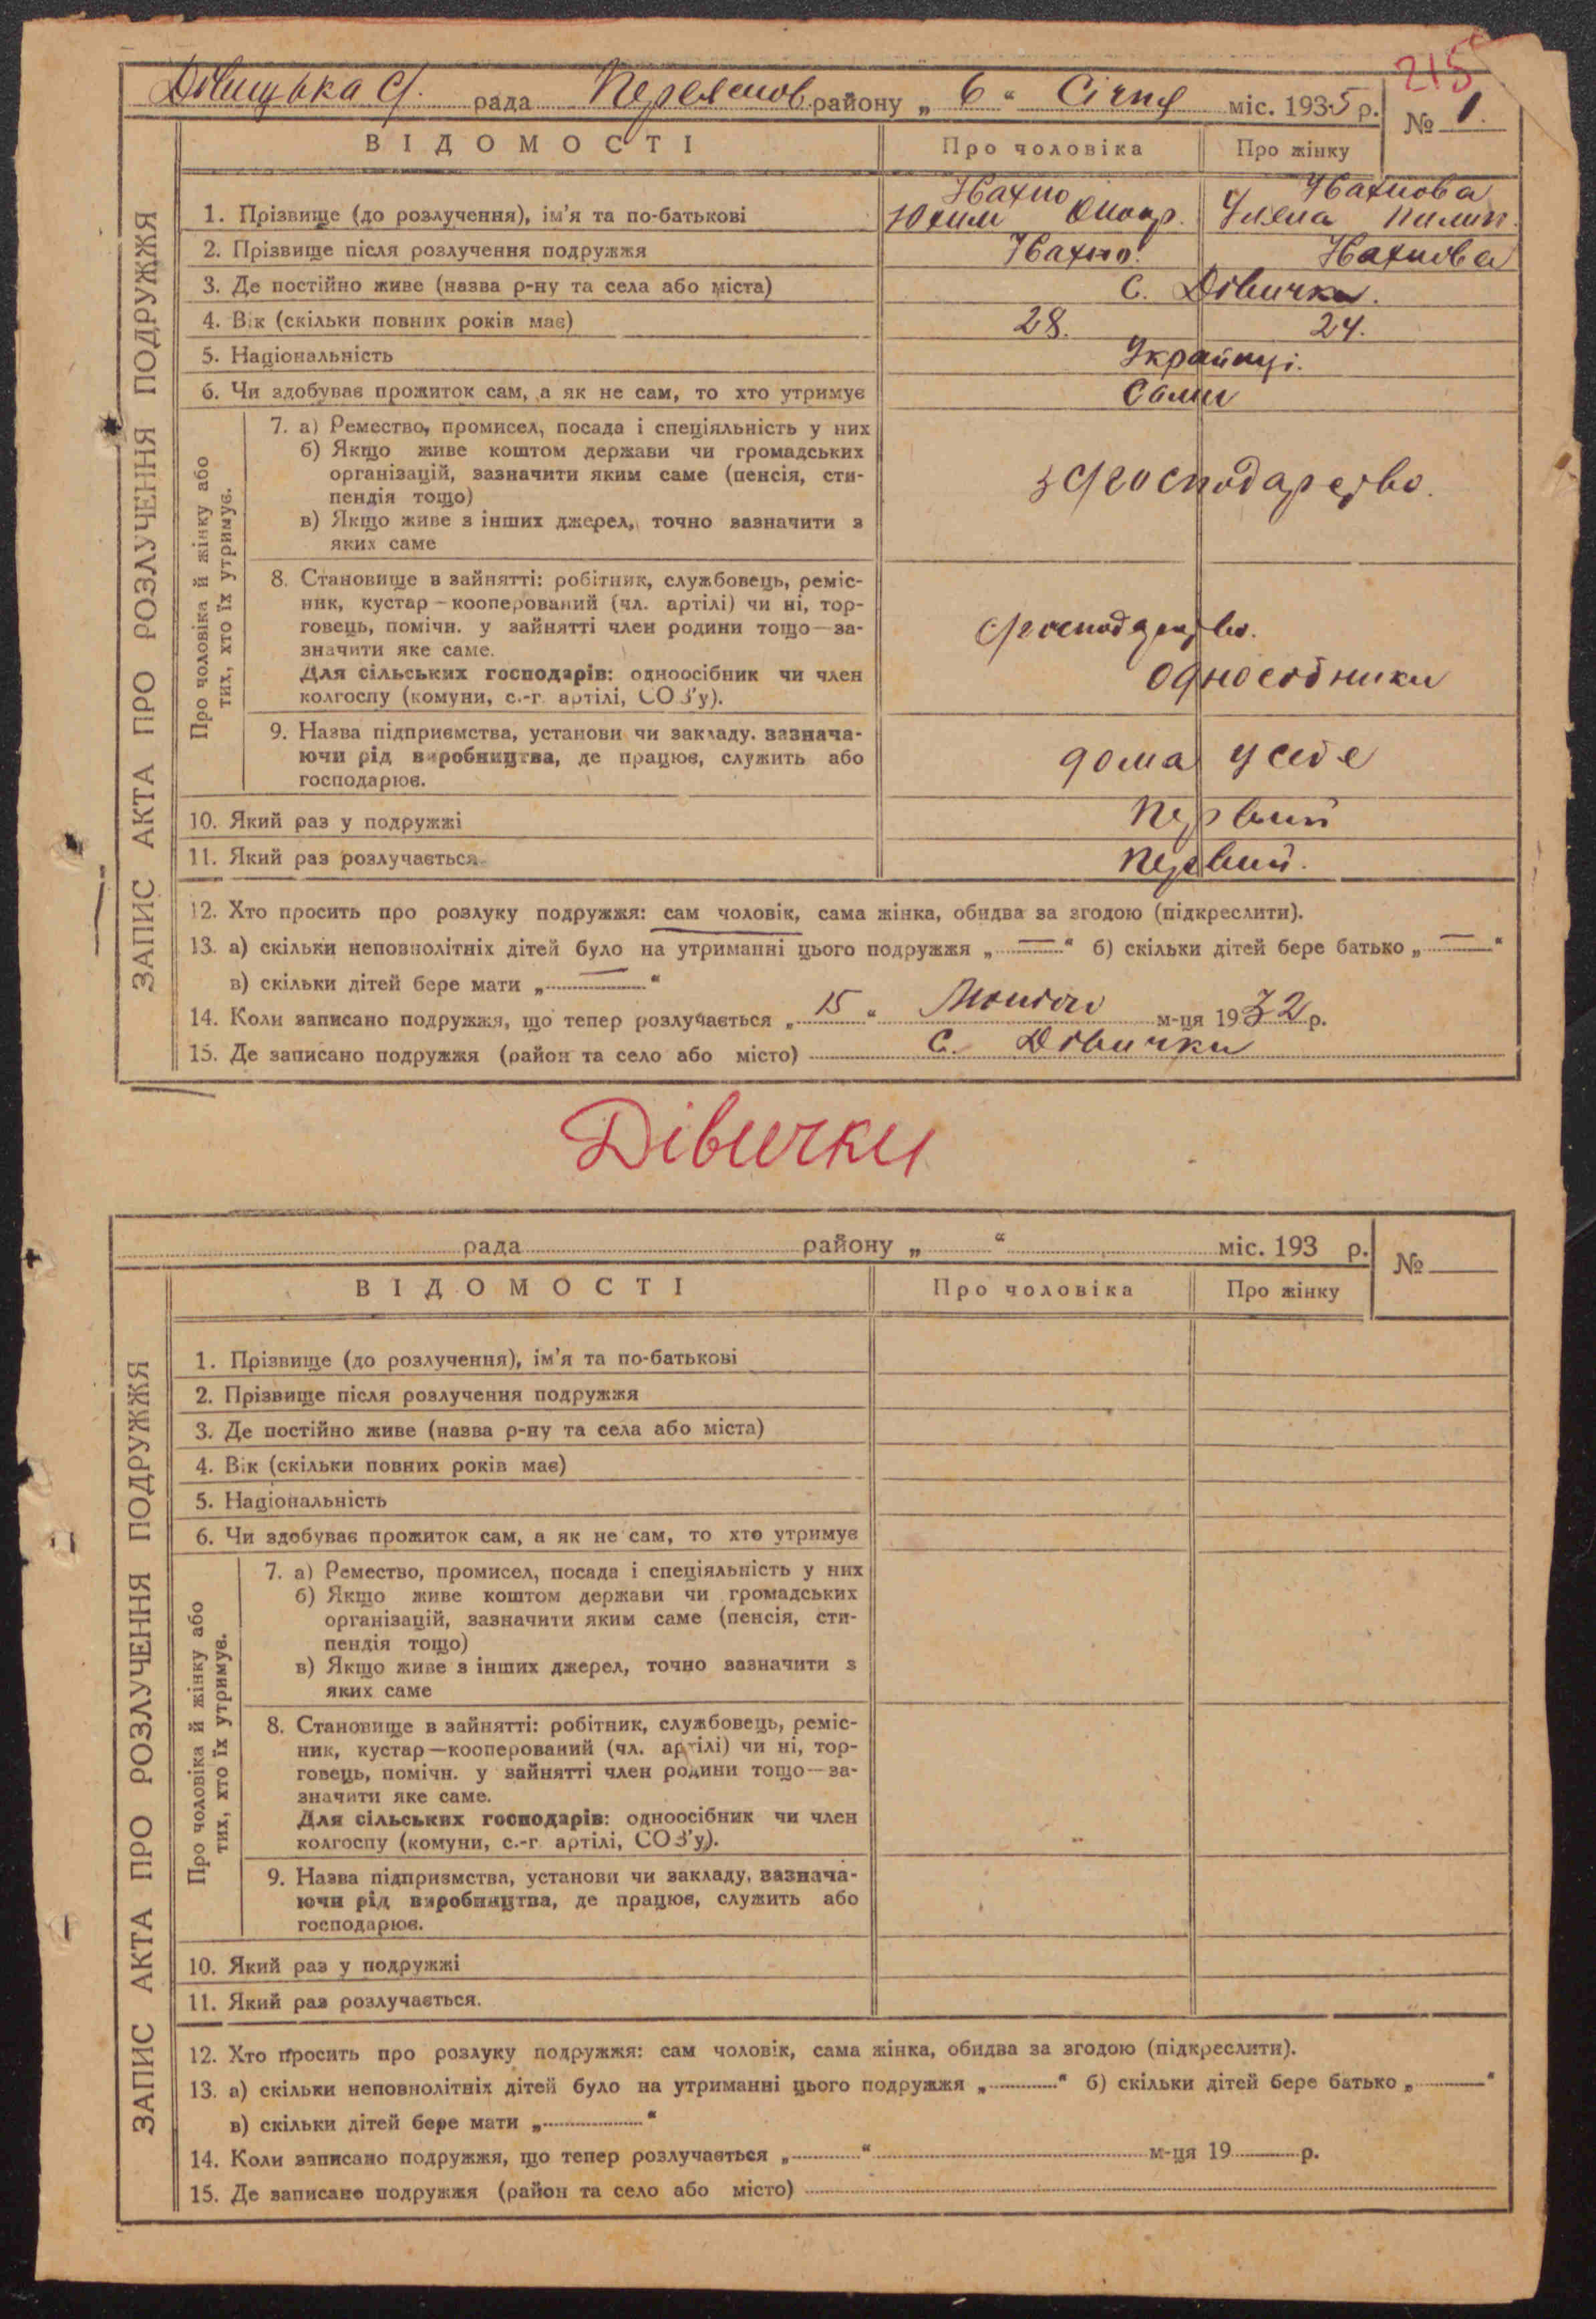 215
Дівицька с/. рада Переяслов. району „ 6 “ Січня міс. 1935 р. № 1.
ВІДОМОСТІ Про чоловіка Про жінку
1. Прізвище (до розлучення), ім'я та по-батькові
2. Прізвище після розлучення подружжя
3. Де постійно живе (назва р-ну та села або міста) С. Дівички.
4. Вік (скільки повних років має) 28. 24.
5. Національність Українці.
6. Чи здобуває прожиток сам, а як не сам, то хто утримує Сами
7. а) Ремество, промисел, посада і спеціяльність у них
б) Якщо живе коштом держави чи громадських
організацій, зазначити яким саме (пенсія, сти-
пендія тощо)
в) Якщо живе з інших джерел, точно зазначити з
яких саме
8. Становище в зайнятті: робітник, службовець, реміс-
ник, кустар—кооперований (чл. артілі) чи ні, тор-
говець, помічн. у зайнятті член родини тощо—за-
значити яке саме.
Для сільських господарів: одноосібник чи член
колгоспу (комуни, с.-г. артілі, СОЗ'у). одноосібники
9. Назва підприємства, установи чи закладу, зазнача-
ючи рід виробництва, де працює, служить або
господарює. дома у себе
10. Який раз у подружжі первий
11. Який раз розлучається первий.
12. Хто просить про розлуку подружжя: сам чоловік, сама жінка, обидва за згодою (підкреслити).
13. а) скільки неповнолітніх дітей було на утриманні цього подружжя „ — “ б) скільки дітей бере батько „ — “
в) скільки дітей бере мати „ — “
14. Коли записано подружжя, що тепер розлучається „ 15 “ м-ця 1932 р.
15. Де записано подружжя (район та село або місто) С. Дівички
Про чоловіка й жінку або
тих, хто їх утримує.
ЗАПИС АКТА ПРО РОЗЛУЧЕННЯ ПОДРУЖЖЯ
Дівички
рада району „ “ міс. 193 р. №
ВІДОМОСТІ Про чоловіка Про жінку
1. Прізвище (до розлучення), ім'я та по-батькові
2. Прізвище після розлучення подружжя
3. Де постійно живе (назва р-ну та села або міста)
4. Вік (скільки повних років має)
5. Національність
6. Чи здобуває прожиток сам, а як не сам, то хто утримує
7. а) Ремество, промисел, посада і спеціяльність у них
б) Якщо живе коштом держави чи громадських
організацій, зазначити яким саме (пенсія, сти-
пендія тощо)
в) Якщо живе з інших джерел, точно зазначити з
яких саме
8. Становище в зайнятті: робітник, службовець, реміс-
ник, кустар—кооперований (чл. артілі) чи ні, тор-
говець, помічн. у зайнятті член родини тощо—за-
значити яке саме.
Для сільських господарів: одноосібник чи член
колгоспу (комуни, с.-г. артілі, СОЗ'у).
9. Назва підприємства, установи чи закладу, зазнача-
ючи рід виробництва, де працює, служить або
господарює.
10. Який раз у подружжі
11. Який раз розлучається.
12. Хто просить про розлуку подружжя: сам чоловік, сама жінка, обидва за згодою (підкреслити).
13. а) скільки неповнолітніх дітей було на утриманні цього подружжя „ “ б) скільки дітей бере батько „ “
в) скільки дітей бере мати „ “
14. Коли записано подружжя, що тепер розлучається „ “ м-ця 19 р.
15. Де записано подружжя (район та село або місто)
Про чоловіка й жінку або
тих, хто їх утримує.
ЗАПИС АКТА ПРО РОЗЛУЧЕННЯ ПОДРУЖЖЯ